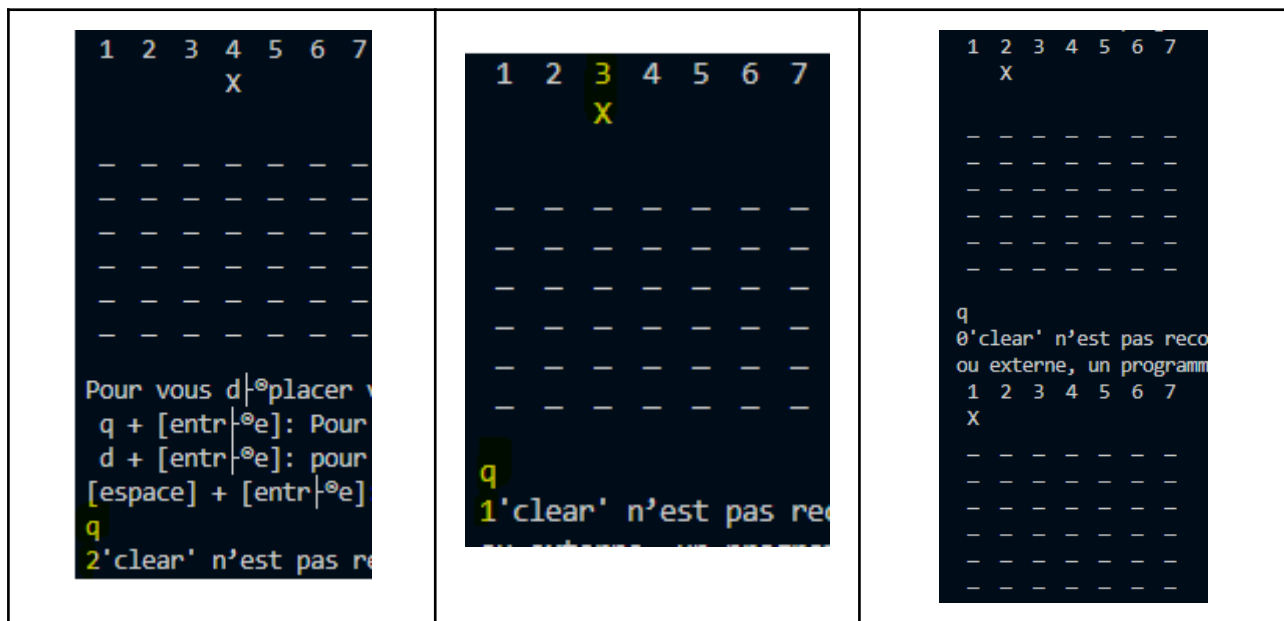 1 2 3 4 5 6 7
X
_ _ _ _ _ _ _
_ _ _ _ _ _ _
_ _ _ _ _ _ _
_ _ _ _ _ _ _
_ _ _ _ _ _ _
_ _ _ _ _ _ _
Pour vous d├®placer
q + [entr├®e]: Pour
d + [entr├®e]: pour
[espace] + [entr├®e]
q
2'clear' n’est pas
1 2 3 4 5 6 7
X
_ _ _ _ _ _ _
_ _ _ _ _ _ _
_ _ _ _ _ _ _
_ _ _ _ _ _ _
_ _ _ _ _ _ _
_ _ _ _ _ _ _
q
1'clear' n’est pas
1 2 3 4 5 6 7
X
_ _ _ _ _ _ _
_ _ _ _ _ _ _
_ _ _ _ _ _ _
_ _ _ _ _ _ _
_ _ _ _ _ _ _
_ _ _ _ _ _ _
q
0'clear' n’est pas reco
ou externe, un programm
1 2 3 4 5 6 7
X
_ _ _ _ _ _ _
_ _ _ _ _ _ _
_ _ _ _ _ _ _
_ _ _ _ _ _ _
_ _ _ _ _ _ _
_ _ _ _ _ _ _